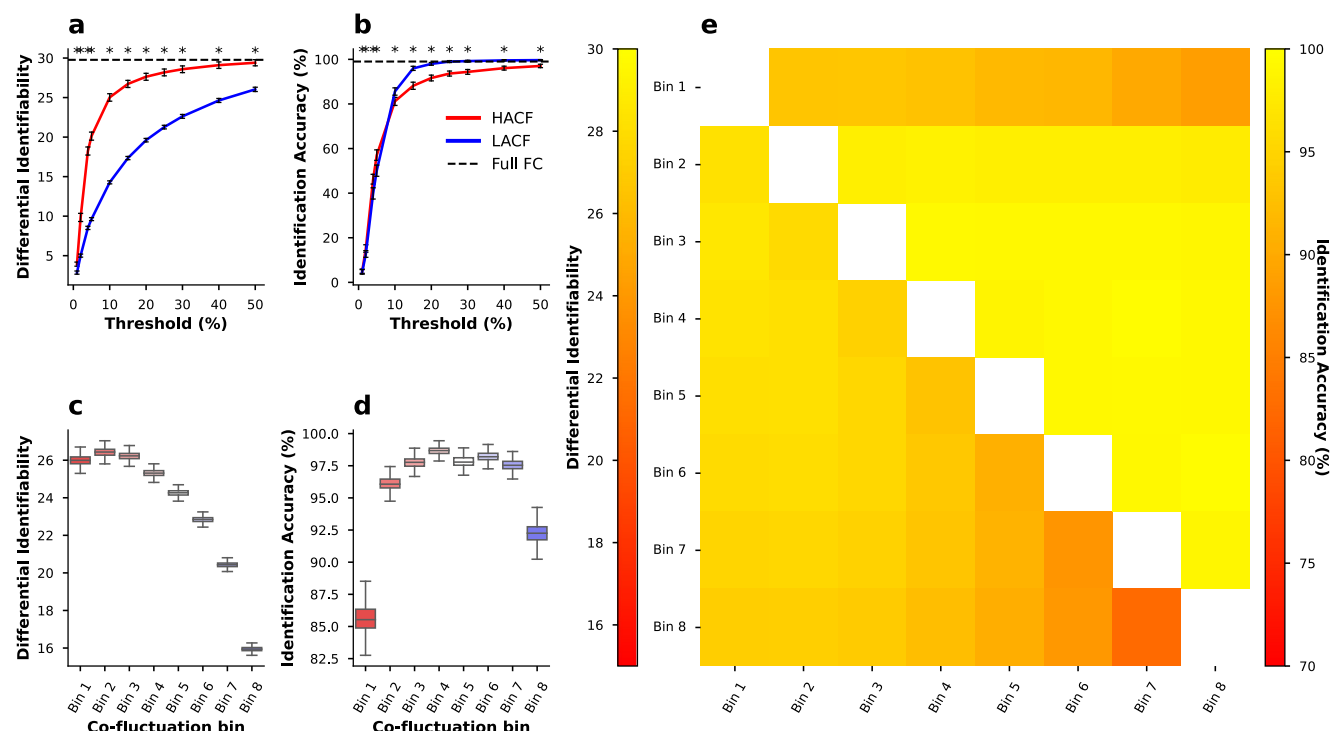 a
* * * * * * * * * * *
Differential Identifiability
30
25
20
15
10
5
0 10 20 30 40 50
Threshold (%)
b
* * * * * * * * * * *
Identification Accuracy (%)
100
80
60
40
20
0
HACF
LACF
Full FC
0 10 20 30 40 50
Threshold (%)
c
Differential Identifiability
26
24
22
20
18
16
Bin 1 Bin 2 Bin 3 Bin 4 Bin 5 Bin 6 Bin 7 Bin 8
Co-fluctuation bin
d
Identification Accuracy (%)
100.0
97.5
95.0
92.5
90.0
87.5
85.0
82.5
Bin 1 Bin 2 Bin 3 Bin 4 Bin 5 Bin 6 Bin 7 Bin 8
Co-fluctuation bin
Differential Identifiability
30
28
26
24
22
20
18
16
e
Bin 1
Bin 2
Bin 3
Bin 4
Bin 5
Bin 6
Bin 7
Bin 8
Bin 1 Bin 2 Bin 3 Bin 4 Bin 5 Bin 6 Bin 7 Bin 8
100
95
90
85
80
75
70
Identification Accuracy (%)